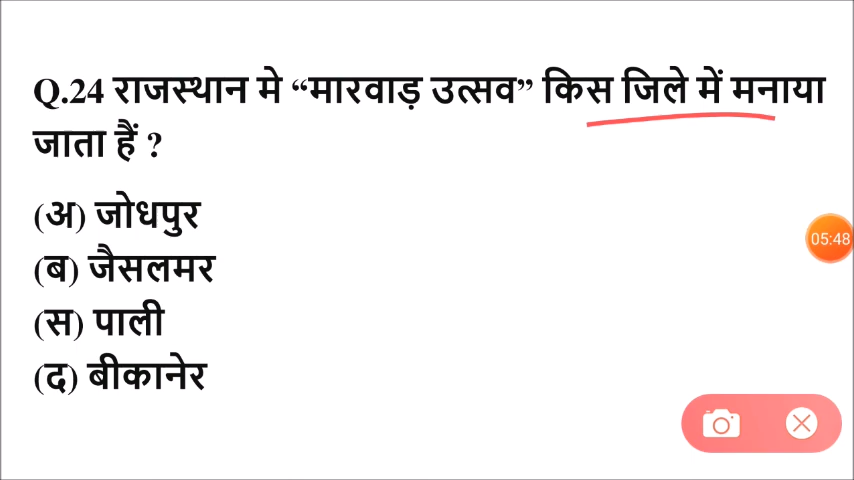 Q.24 राजस्थान मे “मारवाड़ उत्सव” किस जिले में मनाया
जाता हैं ?
(अ) जोधपुर
(ब) जैसलमर
(स) पाली
(द) बीकानेर
05:48